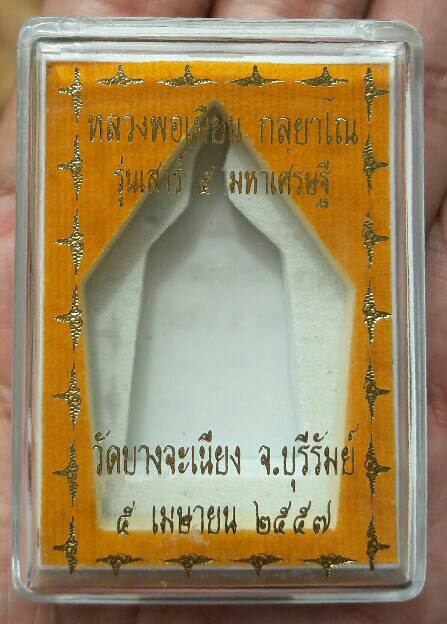 หลวงพ่อเมียน กลฺยาโณ
รุ่นเสาร์ ๕ มหาเศรษฐี
วัดบางจะเนียง จ.บุรีรัมย์
๕ เมษายน ๒๕๕๗